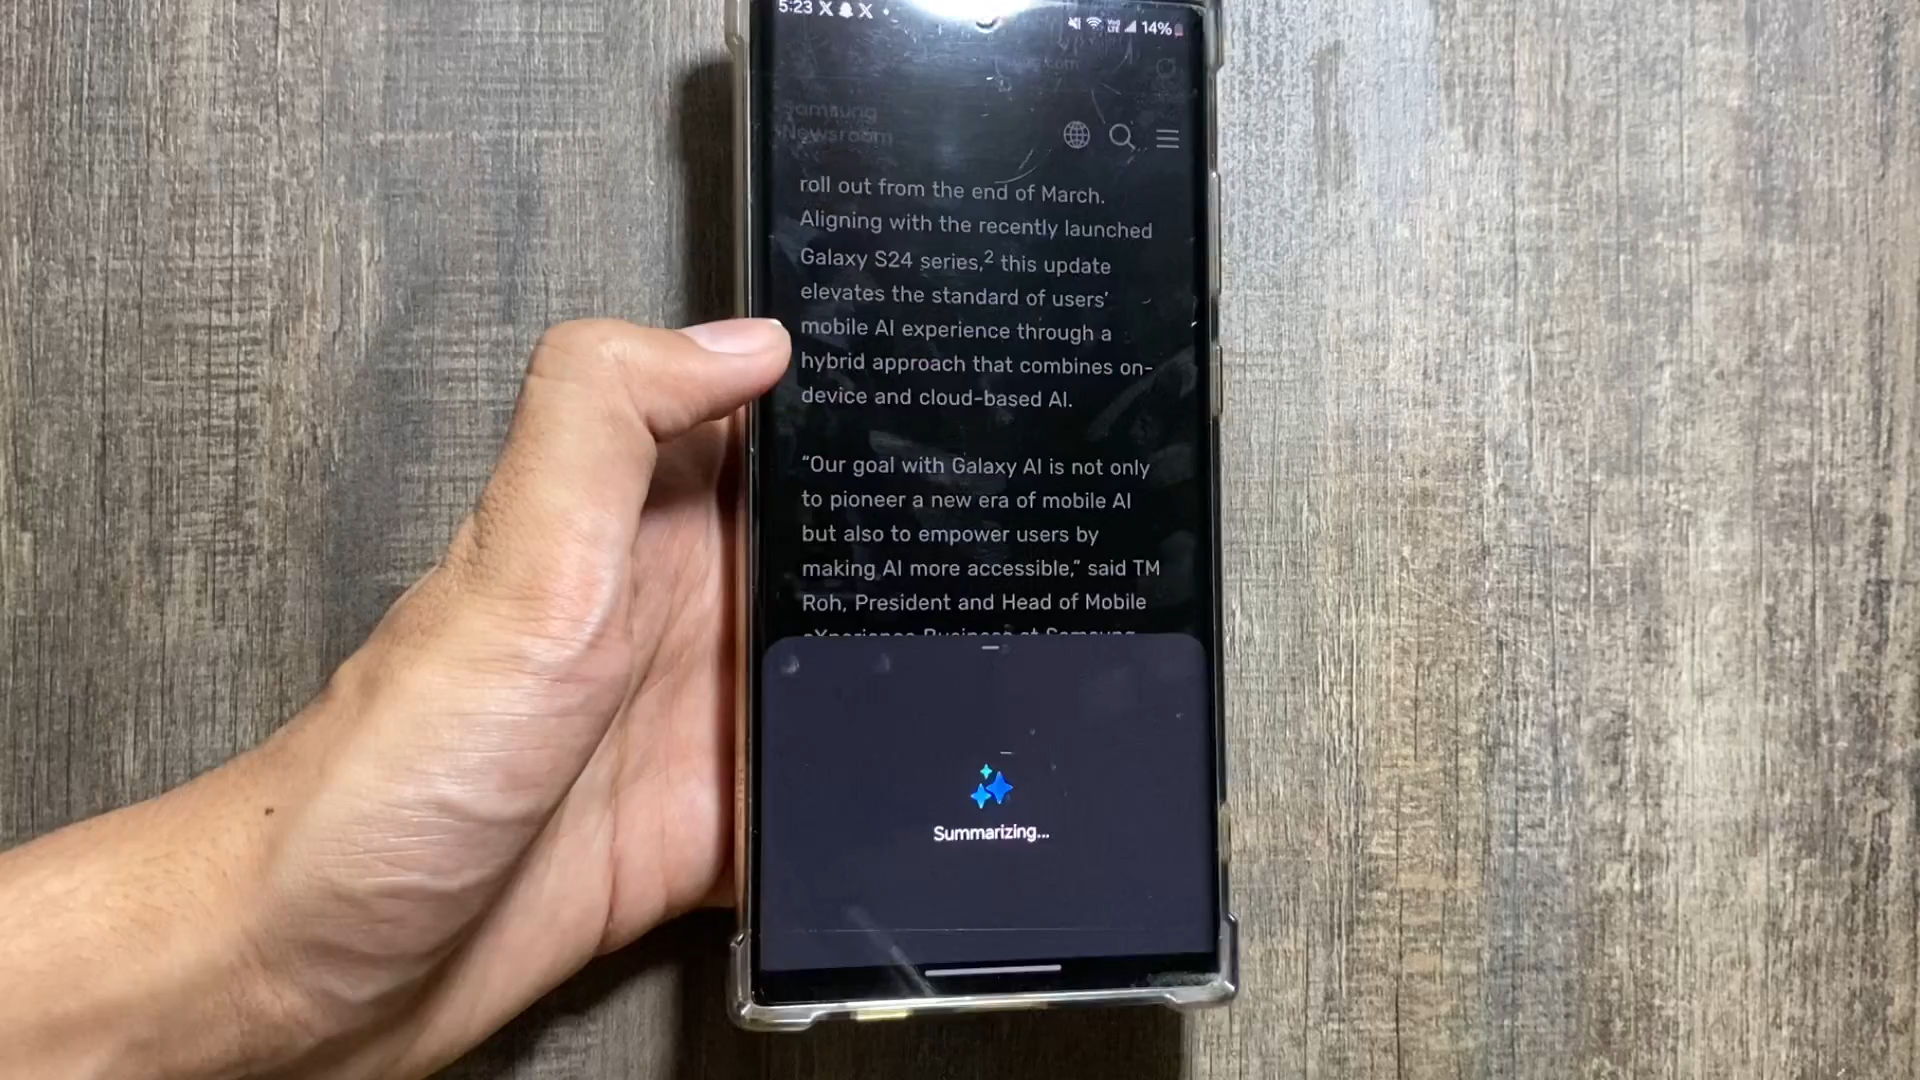 5:23
14%
Samsung
Newsroom
roll out from the end of March.
Aligning with the recently launched
Galaxy S24 series,2 this update
elevates the standard of users’
mobile AI experience through a
hybrid approach that combines on-
device and cloud-based AI.
“Our goal with Galaxy AI is not only
to pioneer a new era of mobile AI
but also to empower users by
making AI more accessible,” said TM
Roh, President and Head of Mobile
eXperience Business at Samsung
Summarizing...